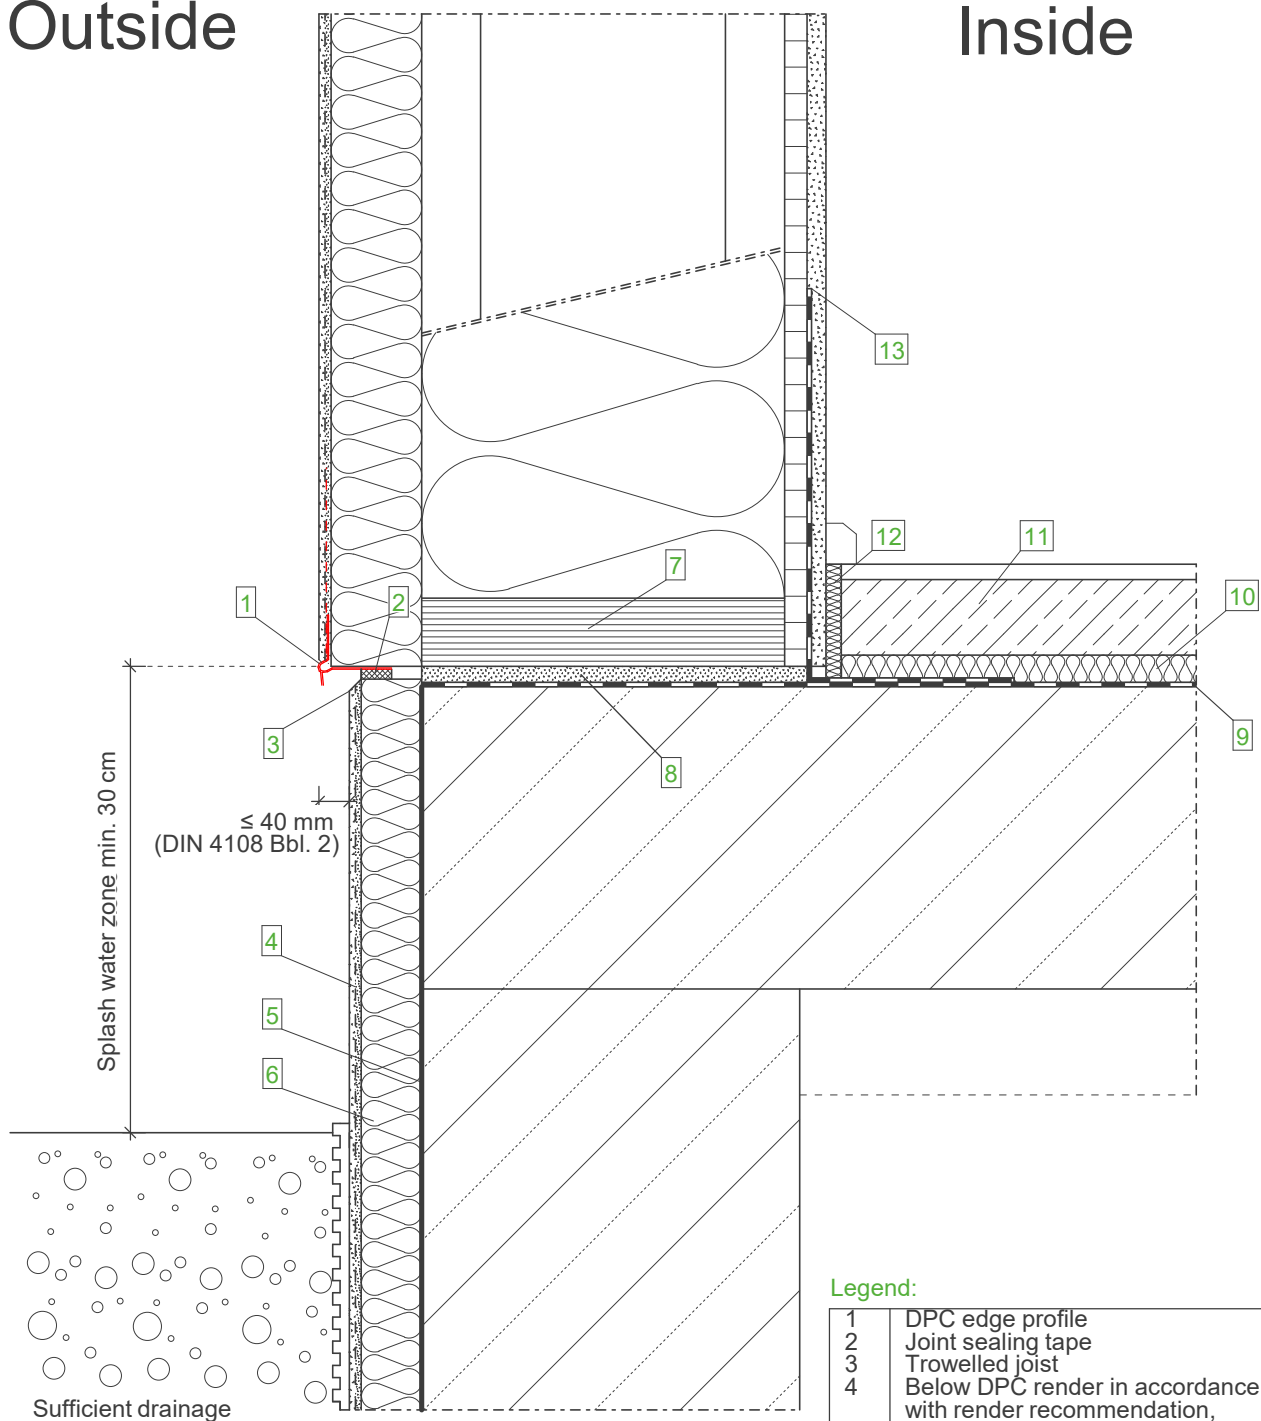 Outside
Inside
13
12
11
7
10
1
2
3
8
9
Splash water zone min. 30 cm
≤ 40 mm
(DIN 4108 Bbl. 2)
4
5
6
Sufficient drainage
Legend:
1 DPC edge profile
2 Joint sealing tape
3 Trowelled joist
4 Below DPC render in accordance
with render recommendation,